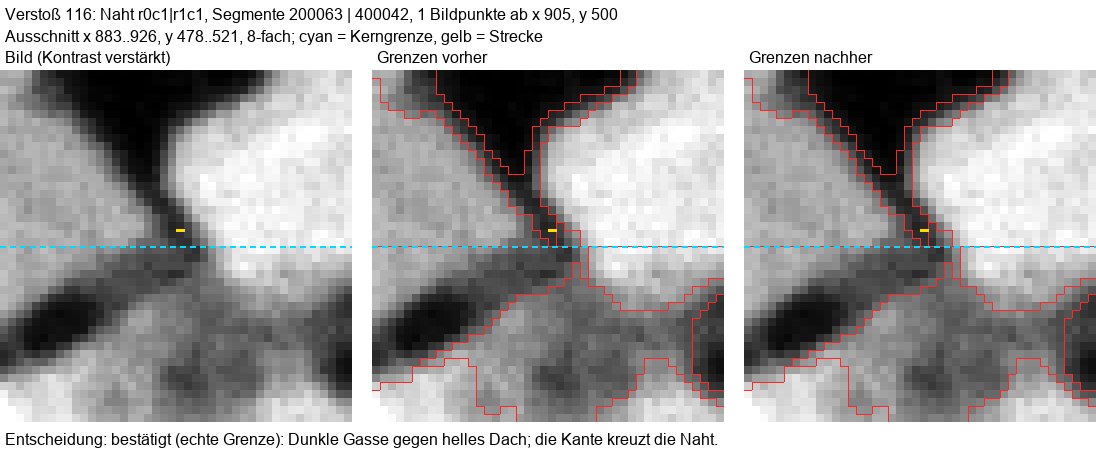 Verstoß 116: Naht r0c1|r1c1, Segmente 200063 | 400042, 1 Bildpunkte ab x 905, y 500
Ausschnitt x 883..926, y 478..521, 8-fach; cyan = Kerngrenze, gelb = Strecke
Bild (Kontrast verstärkt) Grenzen vorher Grenzen nachher
Entscheidung: bestätigt (echte Grenze): Dunkle Gasse gegen helles Dach; die Kante kreuzt die Naht.